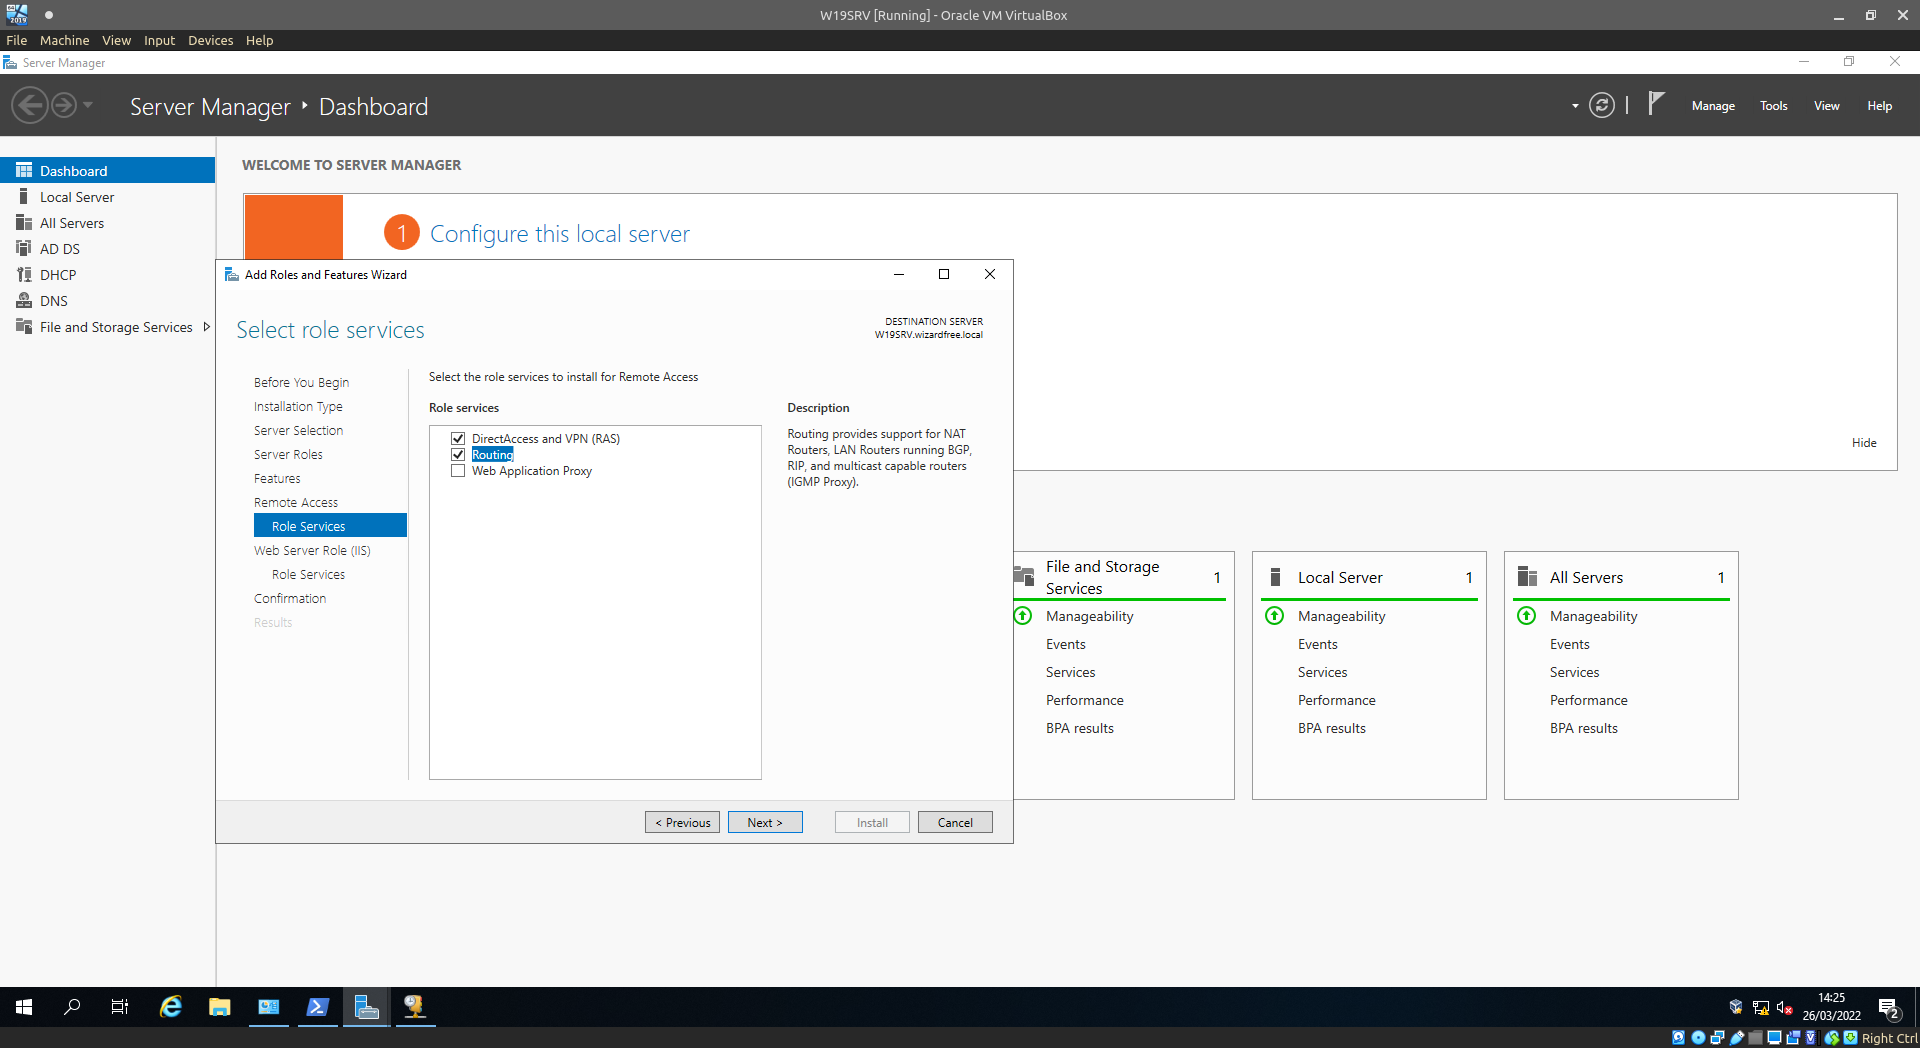 W19SRV [Running] - Oracle VM VirtualBox
File Machine View Input Devices Help
Server Manager
Server Manager ‣ Dashboard
Manage Tools View Help
Dashboard
Local Server
All Servers
AD DS
DHCP
DNS
File and Storage Services
WELCOME TO SERVER MANAGER
1 Configure this local server
Hide
Add Roles and Features Wizard
Select role services
DESTINATION SERVER
W19SRV.wizardfree.local
Before You Begin
Installation Type
Server Selection
Server Roles
Features
Remote Access
Role Services
Web Server Role (IIS)
Role Services
Confirmation
Results
Select the role services to install for Remote Access
Role services
DirectAccess and VPN (RAS)
Routing
Web Application Proxy
Description
Routing provides support for NAT
Routers, LAN Routers running BGP,
RIP, and multicast capable routers
(IGMP Proxy).
< Previous Next > Install Cancel
File and Storage
Services 1
Manageability
Events
Services
Performance
BPA results
Local Server 1
Manageability
Events
Services
Performance
BPA results
All Servers 1
Manageability
Events
Services
Performance
BPA results
14:25
26/03/2022
2
Right Ctrl